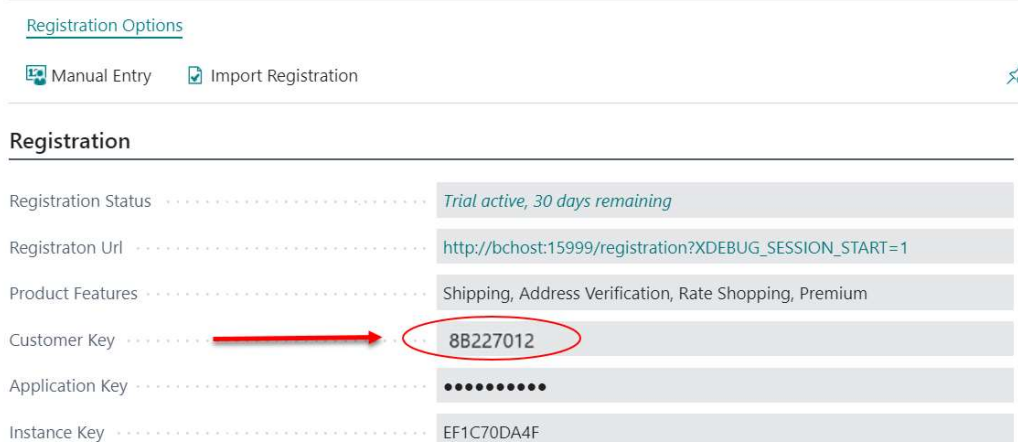 Registration Options
Manual Entry Import Registration
Registration
Registration Status Trial active, 30 days remaining
Registraton Url http://bchost:15999/registration?XDEBUG_SESSION_START=1
Product Features Shipping, Address Verification, Rate Shopping, Premium
Customer Key 8B227012
Application Key ●●●●●●●●●●
Instance Key EF1C70DA4F